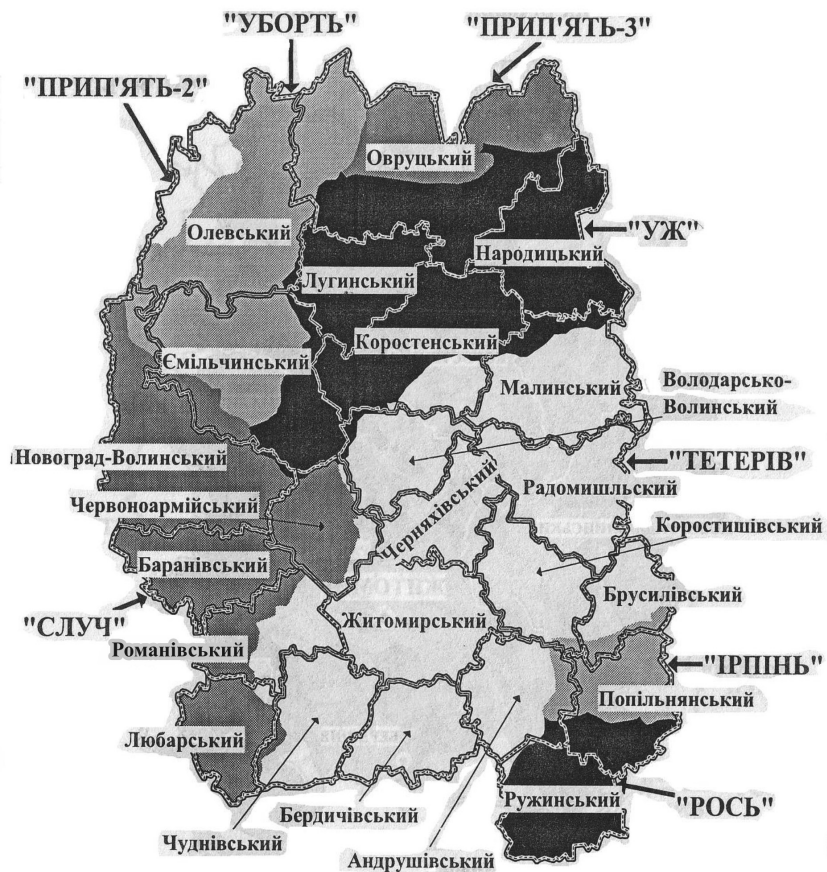 "УБОРТЬ"
"ПРИП'ЯТЬ-3"
"ПРИП'ЯТЬ-2"
Овруцький
Олевський
"УЖ"
Народицький
Лугинський
Коростенський
Ємільчинський
Малинський
Володарсько-
Волинський
Новоград-Волинський
"ТЕТЕРІВ"
Червоноармійський
Черняхівський
Радомишльский
Коростишівський
Баранівський
Брусилівський
"СЛУЧ"
Житомирський
Романівський
"ІРПІНЬ"
Попільнянський
Любарський
Ружинський
"РОСЬ"
Бердичівський
Чуднівський
Андрушівський